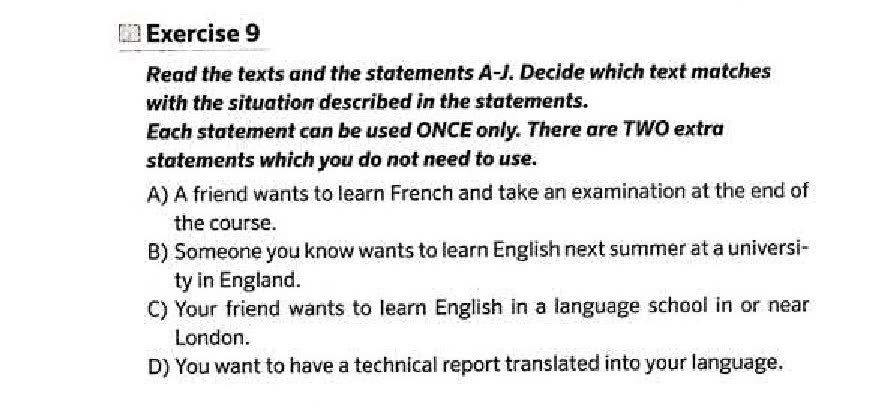 Exercise 9
Read the texts and the statements A-J. Decide which text matches
with the situation described in the statements.
Each statement can be used ONCE only. There are TWO extra
statements which you do not need to use.
A) A friend wants to learn French and take an examination at the end of
the course.
B) Someone you know wants to learn English next summer at a universi-
ty in England.
C) Your friend wants to learn English in a language school in or near
London.
D) You want to have a technical report translated into your language.